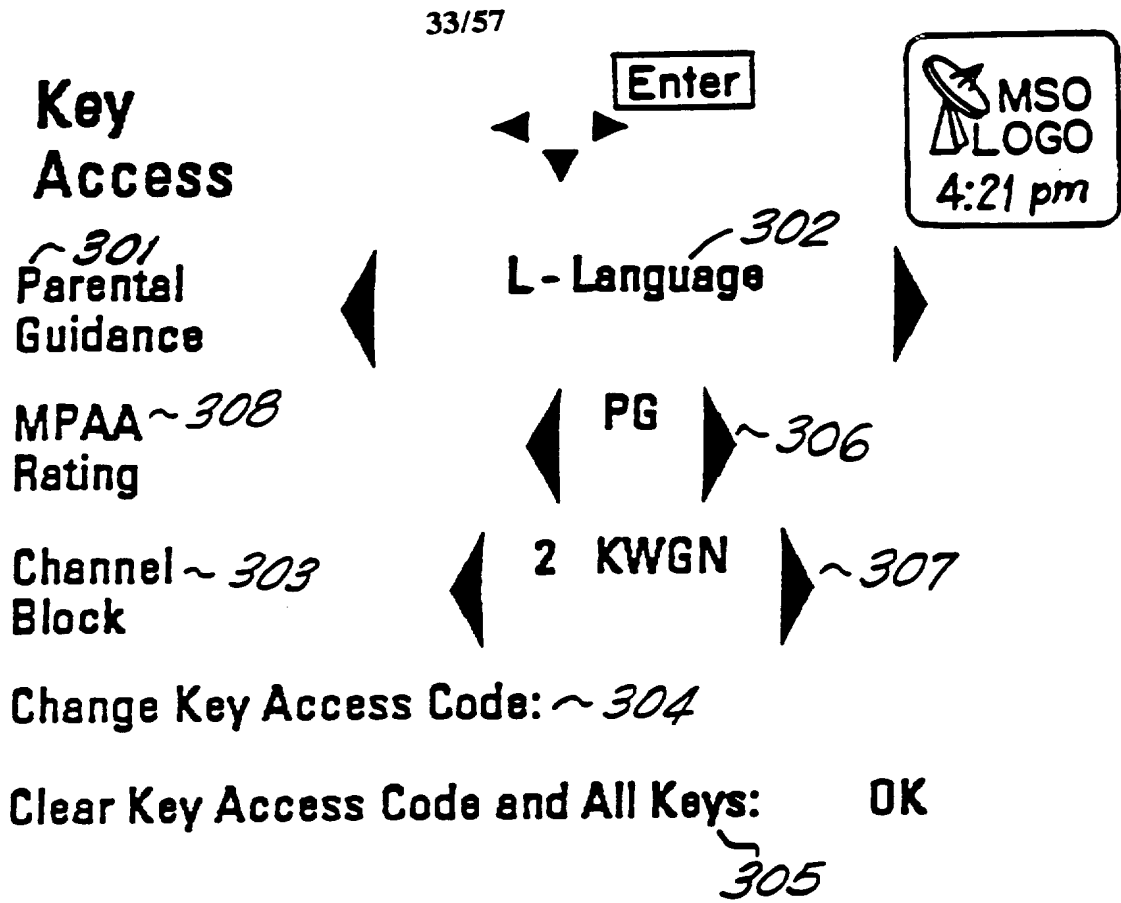 33/57
Key
Access
Enter
MSO
LOGO
4:21 pm
~301
Parental
Guidance
L - Language
302
MPAA ~308
Rating
PG
~306
Channel ~ 303
Block
2 KWGN
~307
Change Key Access Code: ~304
Clear Key Access Code and All Keys: OK
305